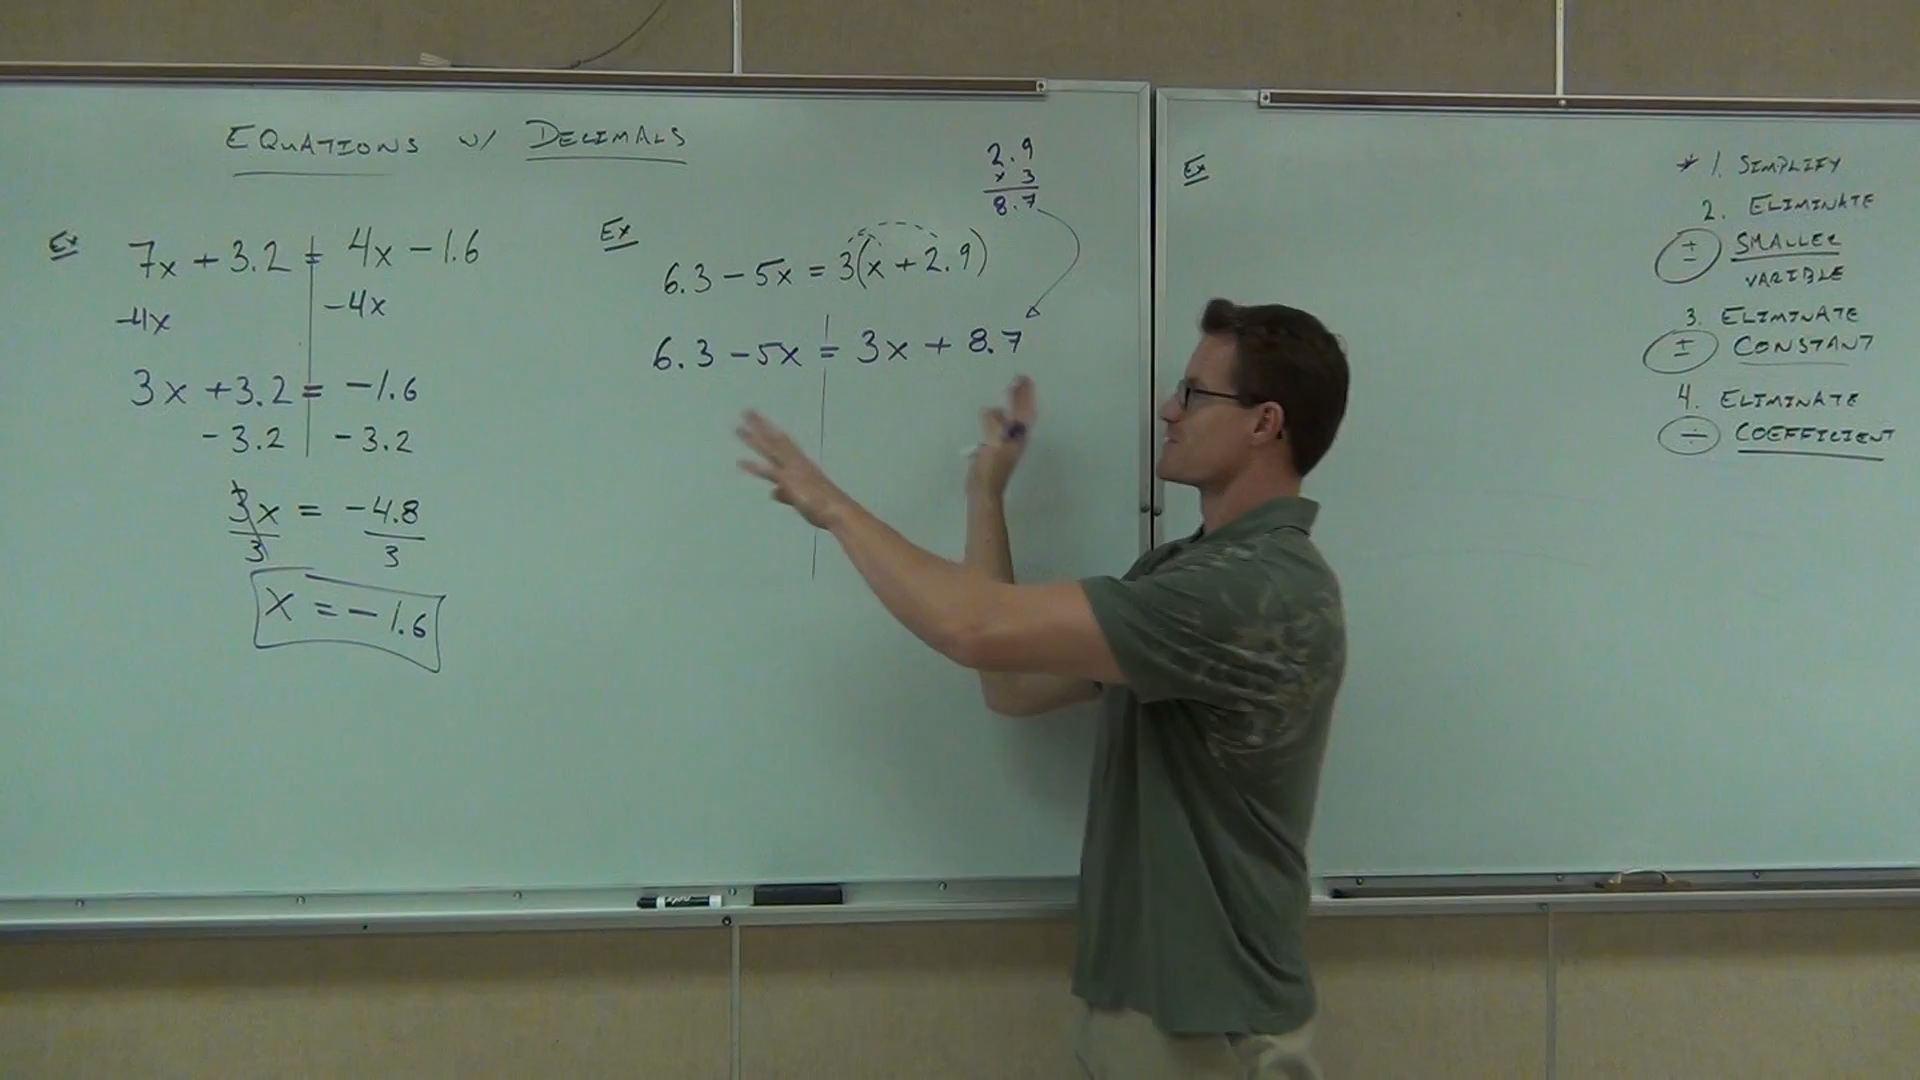 EQUATIONS W/ DECIMALS
Ex
7x + 3.2 = 4x - 1.6
-4x -4x
3x + 3.2 = -1.6
-3.2 -3.2
3x = -4.8
3 3
x = -1.6
Ex
2.9
x 3
8.7
6.3 - 5x = 3(x + 2.9)
6.3 - 5x = 3x + 8.7
Ex
* 1. SIMPLIFY
2. ELIMINATE
± SMALLER
VARIABLE
3. ELIMINATE
± CONSTANT
4. ELIMINATE
÷ COEFFICIENT